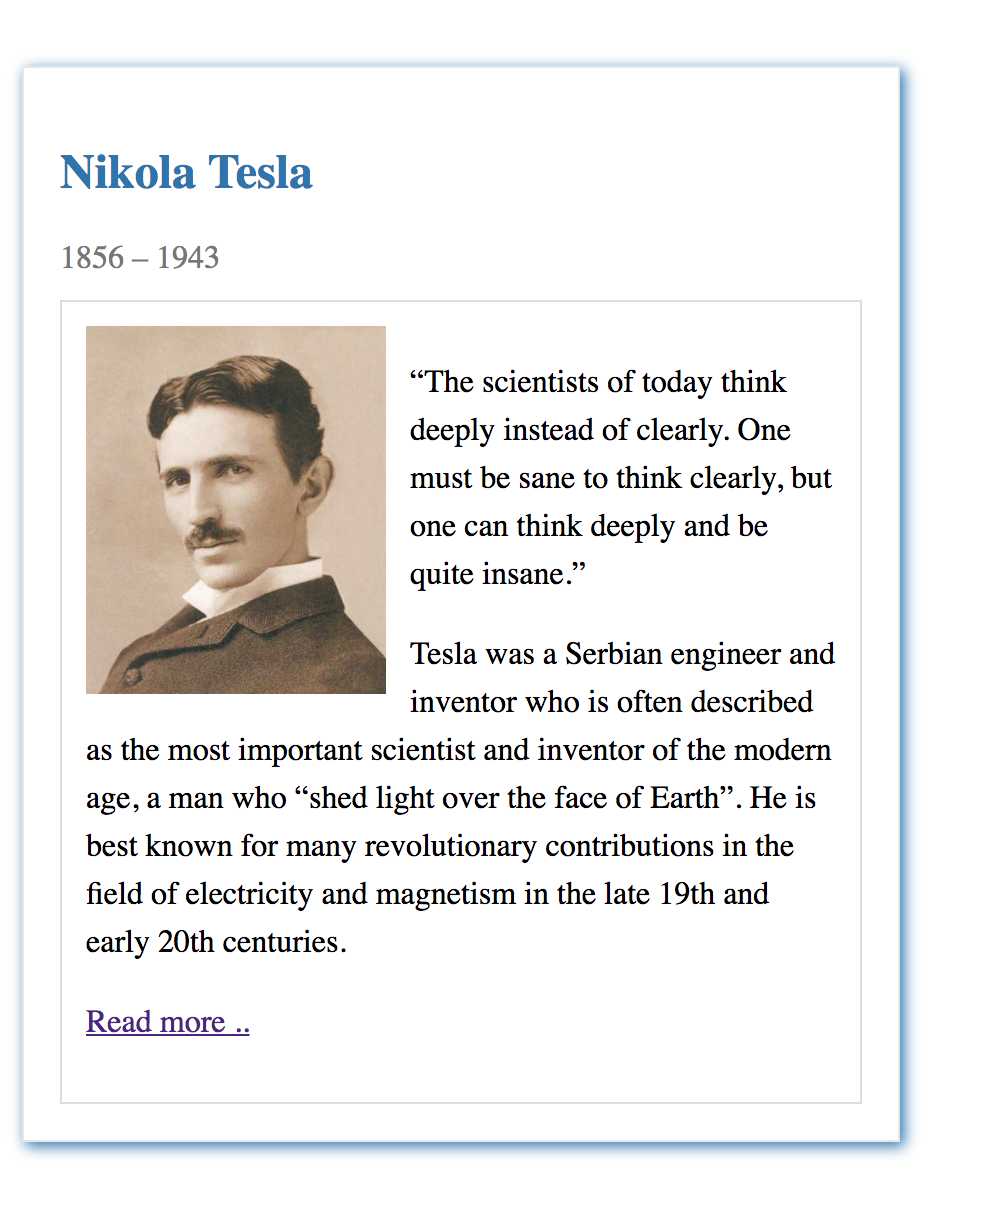 Nikola Tesla
1856 – 1943
“The scientists of today think
deeply instead of clearly. One
must be sane to think clearly, but
one can think deeply and be
quite insane.”
Tesla was a Serbian engineer and
inventor who is often described
as the most important scientist and inventor of the modern
age, a man who “shed light over the face of Earth”. He is
best known for many revolutionary contributions in the
field of electricity and magnetism in the late 19th and
early 20th centuries.
Read more ..